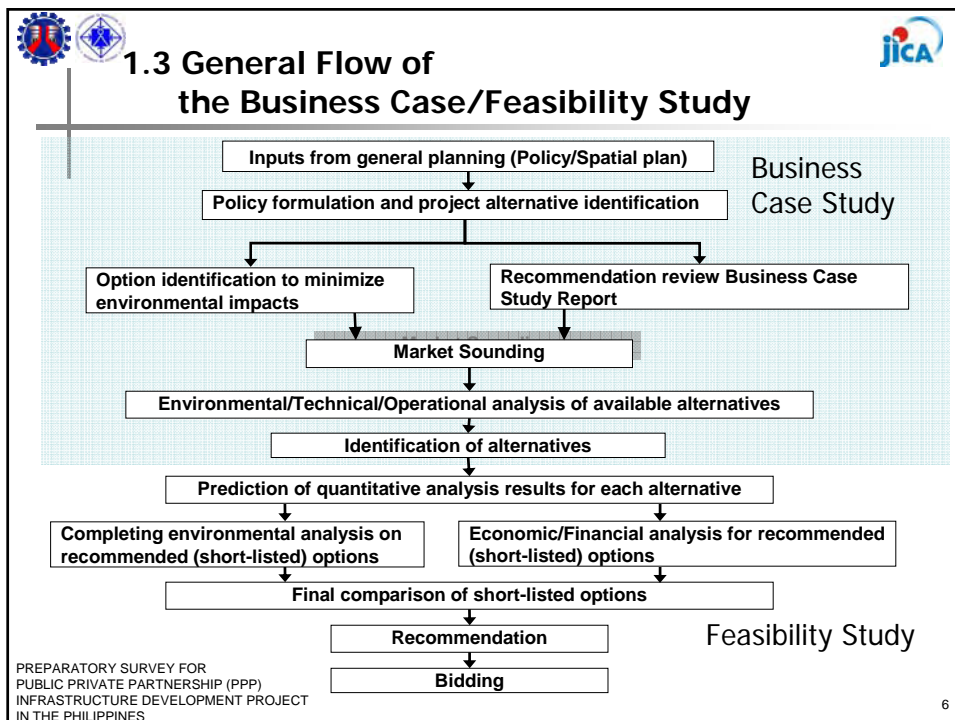 1.3 General Flow of
the Business Case/Feasibility Study
jICA
Inputs from general planning (Policy/Spatial plan)
Business
Case Study
Policy formulation and project alternative identification
Option identification to minimize
environmental impacts
Recommendation review Business Case
Study Report
Market Sounding
Environmental/Technical/Operational analysis of available alternatives
Identification of alternatives
Prediction of quantitative analysis results for each alternative
Completing environmental analysis on
recommended (short-listed) options
Economic/Financial analysis for recommended
(short-listed) options
Final comparison of short-listed options
Recommendation
Feasibility Study
Bidding
PREPARATORY SURVEY FOR
PUBLIC PRIVATE PARTNERSHIP (PPP)
INFRASTRUCTURE DEVELOPMENT PROJECT
IN THE PHILIPPINES
6